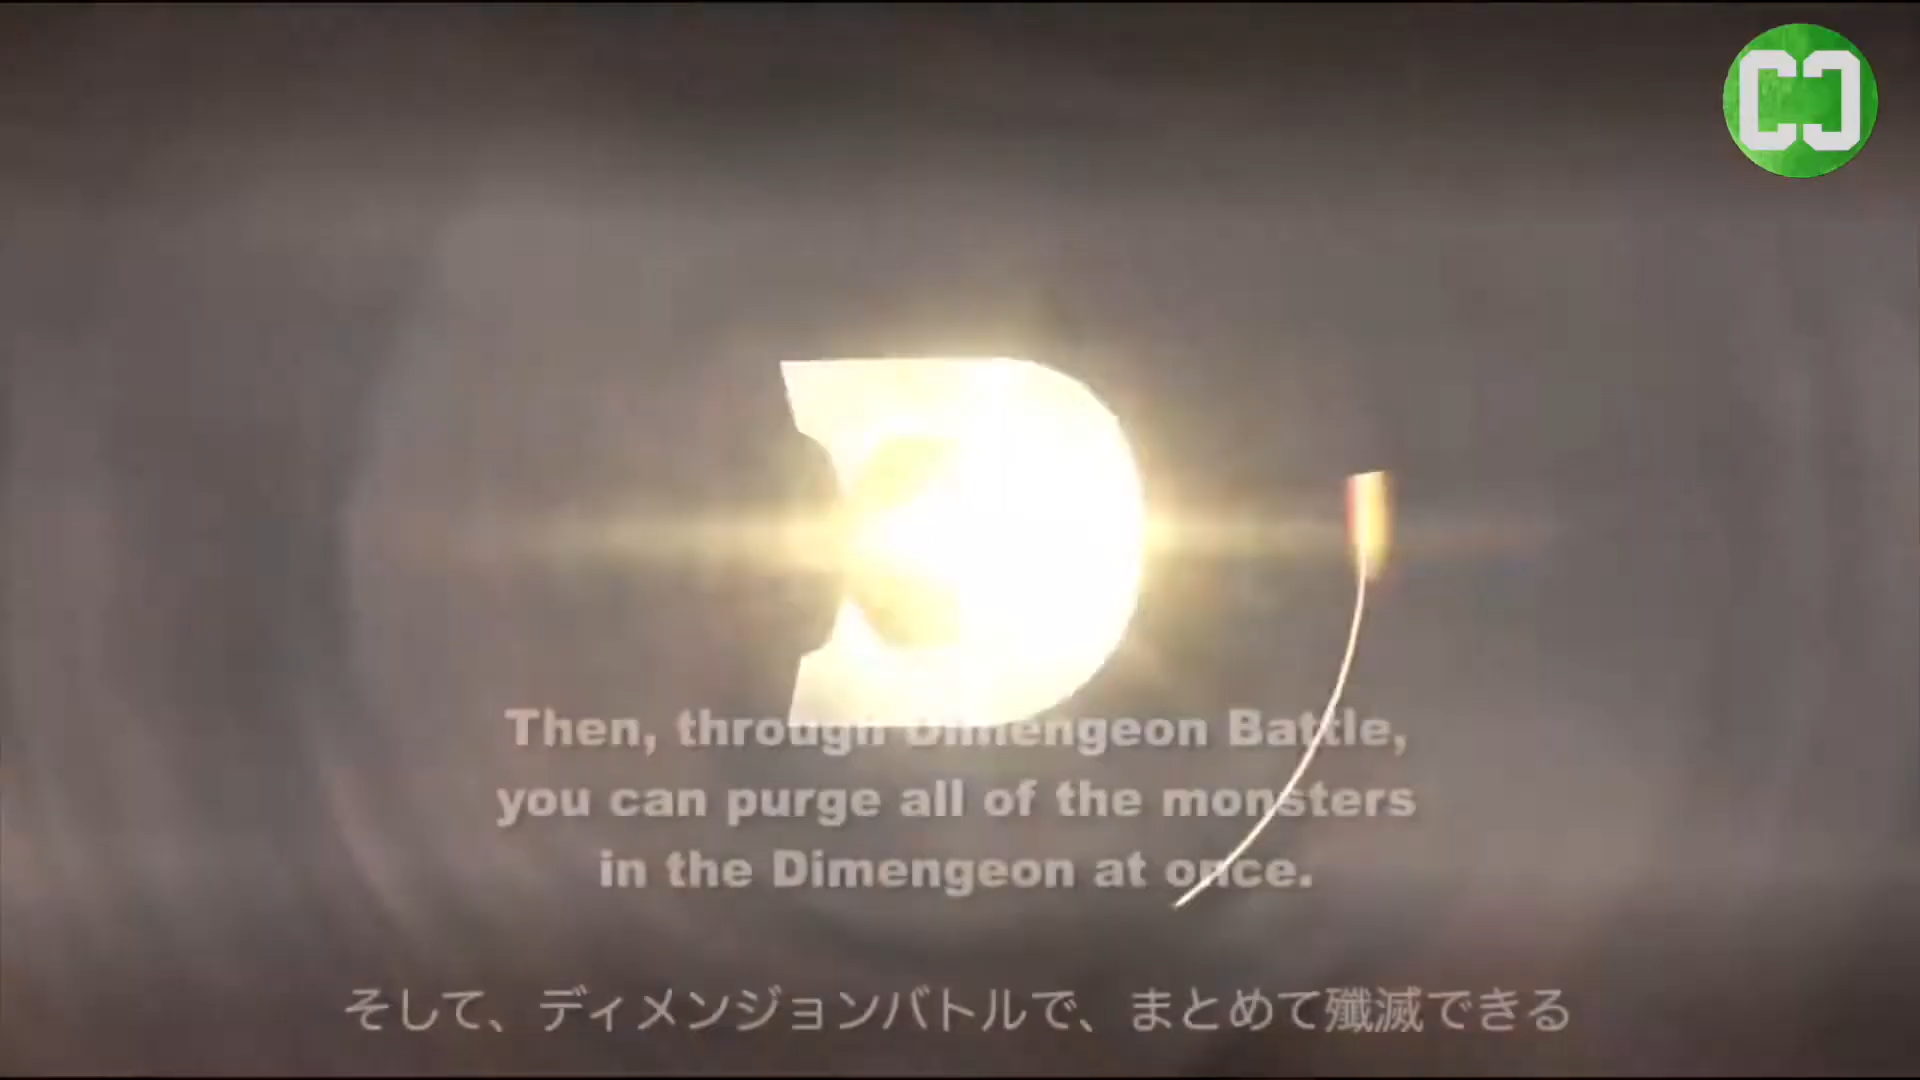 CC
Then, through Dimengeon Battle,
you can purge all of the monsters
in the Dimengeon at once.
そして、ディメンジョンバトルで、まとめて殲滅できる